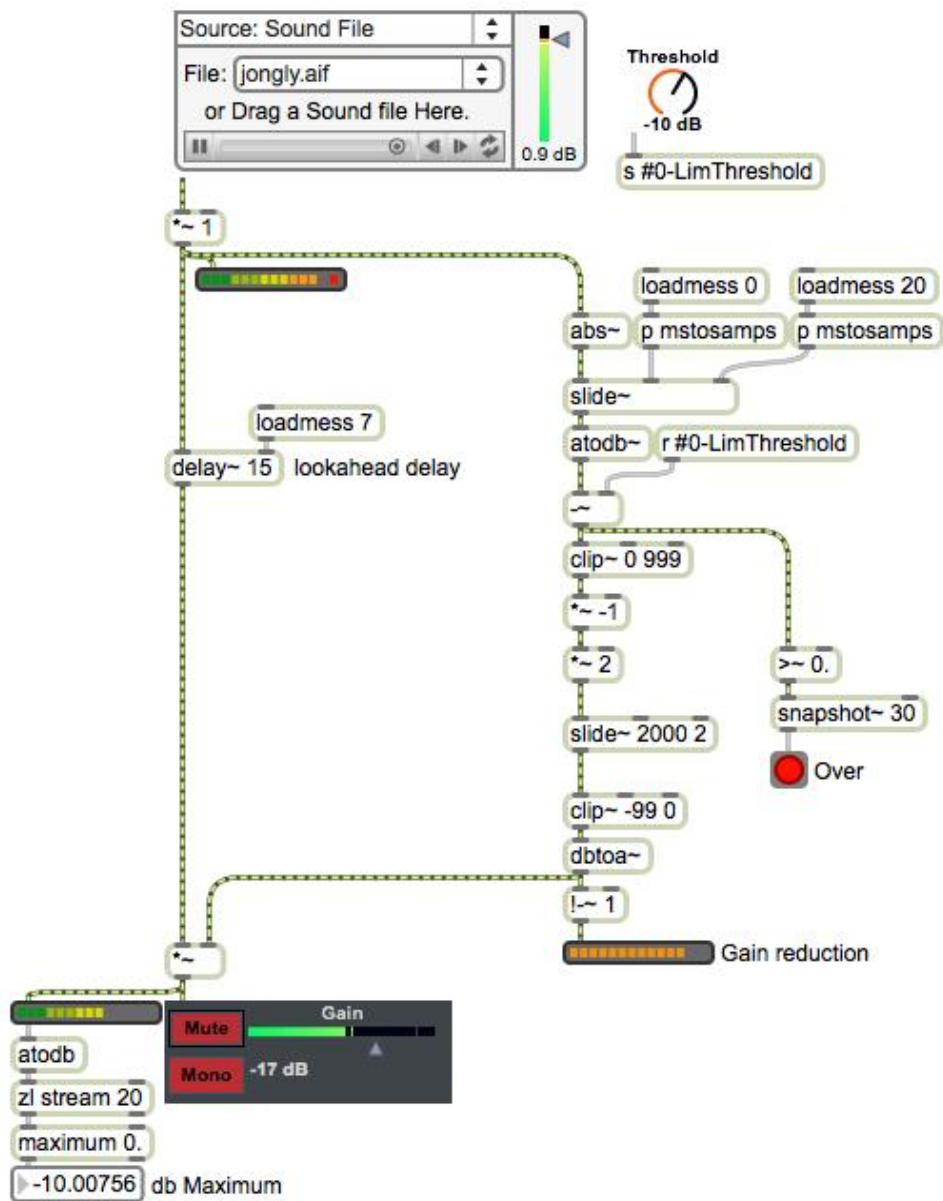 Source: Sound File
File: jongly.aif
or Drag a Sound file Here.
0.9 dB
Threshold
-10 dB
s #0-LimThreshold
*~ 1
loadmess 0
loadmess 20
abs~
p mstosamps
p mstosamps
slide~
loadmess 7
atodb~
r #0-LimThreshold
delay~ 15
lookahead delay
-~
clip~ 0 999
*~ -1
*~ 2
>~ 0.
snapshot~ 30
slide~ 2000 2
Over
clip~ -99 0
dbtoa~
!-~ 1
*~
Gain reduction
Gain
Mute
-17 dB
Mono
atodb
zl stream 20
maximum 0.
-10.00756
db Maximum